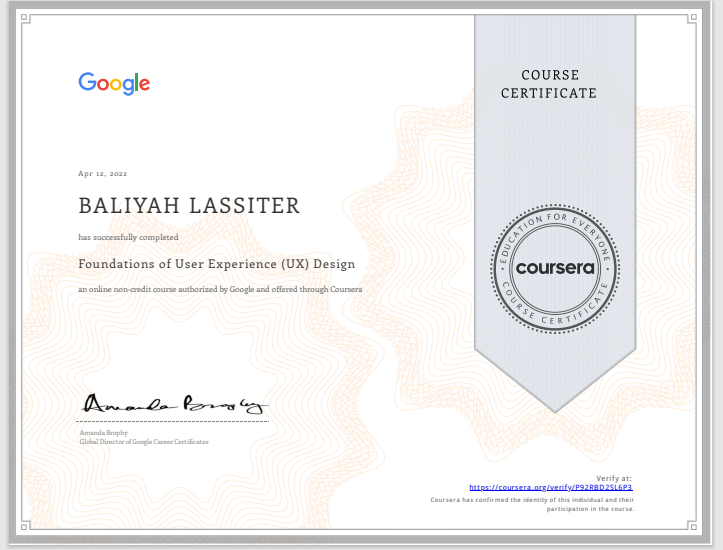 Google
COURSE
CERTIFICATE
Apr 12, 2022
BALIYAH LASSITER
has successfully completed
Foundations of User Experience (UX) Design
an online non-credit course authorized by Google and offered through Coursera
EDUCATION FOR EVERYONE
coursera
COURSE CERTIFICATE
Amanda Brophy
Amanda Brophy
Global Director of Google Career Certificates
Verify at:
https://coursera.org/verify/P92RBD2SL6P3
Coursera has confirmed the identity of this individual and their
participation in the course.